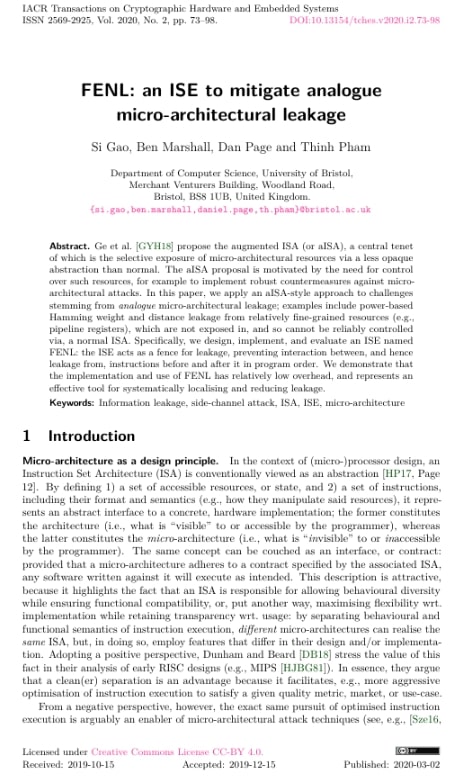 IACR Transactions on Cryptographic Hardware and Embedded Systems
ISSN 2569-2925, Vol. 2020, No. 2, pp. 73–98. DOI:10.13154/tches.v2020.i2.73-98
FENL: an ISE to mitigate analogue
micro-architectural leakage
Si Gao, Ben Marshall, Dan Page and Thinh Pham
Department of Computer Science, University of Bristol,
Merchant Venturers Building, Woodland Road,
Bristol, BS8 1UB, United Kingdom.
{si.gao,ben.marshall,daniel.page,th.pham}@bristol.ac.uk
Abstract. Ge et al. [GYH18] propose the augmented ISA (or aISA), a central tenet
of which is the selective exposure of micro-architectural resources via a less opaque
abstraction than normal. The aISA proposal is motivated by the need for control
over such resources, for example to implement robust countermeasures against micro-
architectural attacks. In this paper, we apply an aISA-style approach to challenges
stemming from analogue micro-architectural leakage; examples include power-based
Hamming weight and distance leakage from relatively fine-grained resources (e.g.,
pipeline registers), which are not exposed in, and so cannot be reliably controlled
via, a normal ISA. Specifically, we design, implement, and evaluate an ISE named
FENL: the ISE acts as a fence for leakage, preventing interaction between, and hence
leakage from, instructions before and after it in program order. We demonstrate that
the implementation and use of FENL has relatively low overhead, and represents an
effective tool for systematically localising and reducing leakage.
Keywords: Information leakage, side-channel attack, ISA, ISE, micro-architecture
1 Introduction
Micro-architecture as a design principle. In the context of (micro-)processor design, an
Instruction Set Architecture (ISA) is conventionally viewed as an abstraction [HP17, Page
12]. By defining 1) a set of accessible resources, or state, and 2) a set of instructions,
including their format and semantics (e.g., how they manipulate said resources), it repre-
sents an abstract interface to a concrete, hardware implementation; the former constitutes
the architecture (i.e., what is “visible” to or accessible by the programmer), whereas
the latter constitutes the micro-architecture (i.e., what is “invisible” to or inaccessible
by the programmer). The same concept can be couched as an interface, or contract:
provided that a micro-architecture adheres to a contract specified by the associated ISA,
any software written against it will execute as intended. This description is attractive,
because it highlights the fact that an ISA is responsible for allowing behavioural diversity
while ensuring functional compatibility, or, put another way, maximising flexibility wrt.
implementation while retaining transparency wrt. usage: by separating behavioural and
functional semantics of instruction execution, different micro-architectures can realise the
same ISA, but, in doing so, employ features that differ in their design and/or implementa-
tion. Adopting a positive perspective, Dunham and Beard [DB18] stress the value of this
fact in their analysis of early RISC designs (e.g., MIPS [HJBG81]). In essence, they argue
that a clean(er) separation is an advantage because it facilitates, e.g., more aggressive
optimisation of instruction execution to satisfy a given quality metric, market, or use-case.
From a negative perspective, however, the exact same pursuit of optimised instruction
execution is arguably an enabler of micro-architectural attack techniques (see, e.g., [Sze16,
Licensed under Creative Commons License CC-BY 4.0.
Received: 2019-10-15 Accepted: 2019-12-15 Published: 2020-03-02